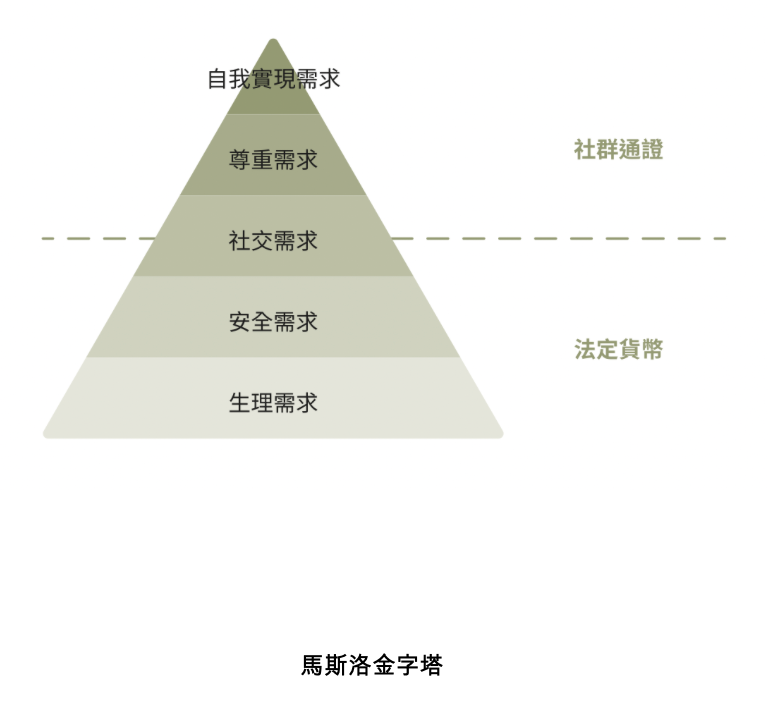 自我實現需求
尊重需求
社群通證
社交需求
安全需求
法定貨幣
生理需求
馬斯洛金字塔